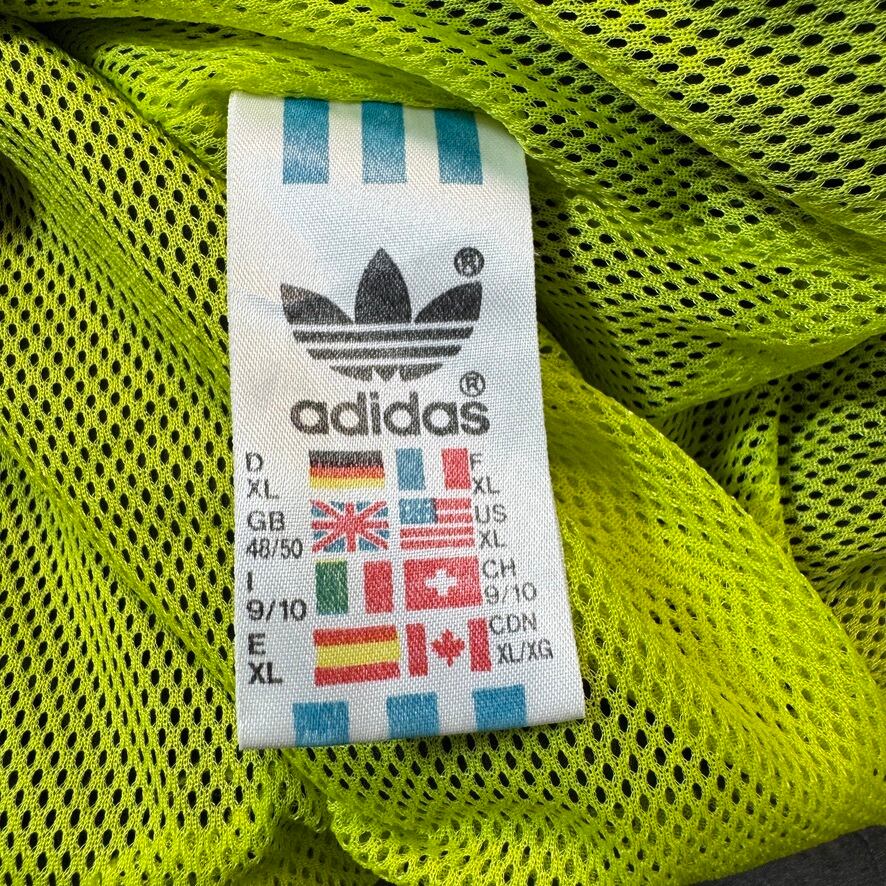 ®
®
adidas
D F
XL XL
GB US
48/50 XL
I CH
9/10 9/10
E CDN
XL XL/XG